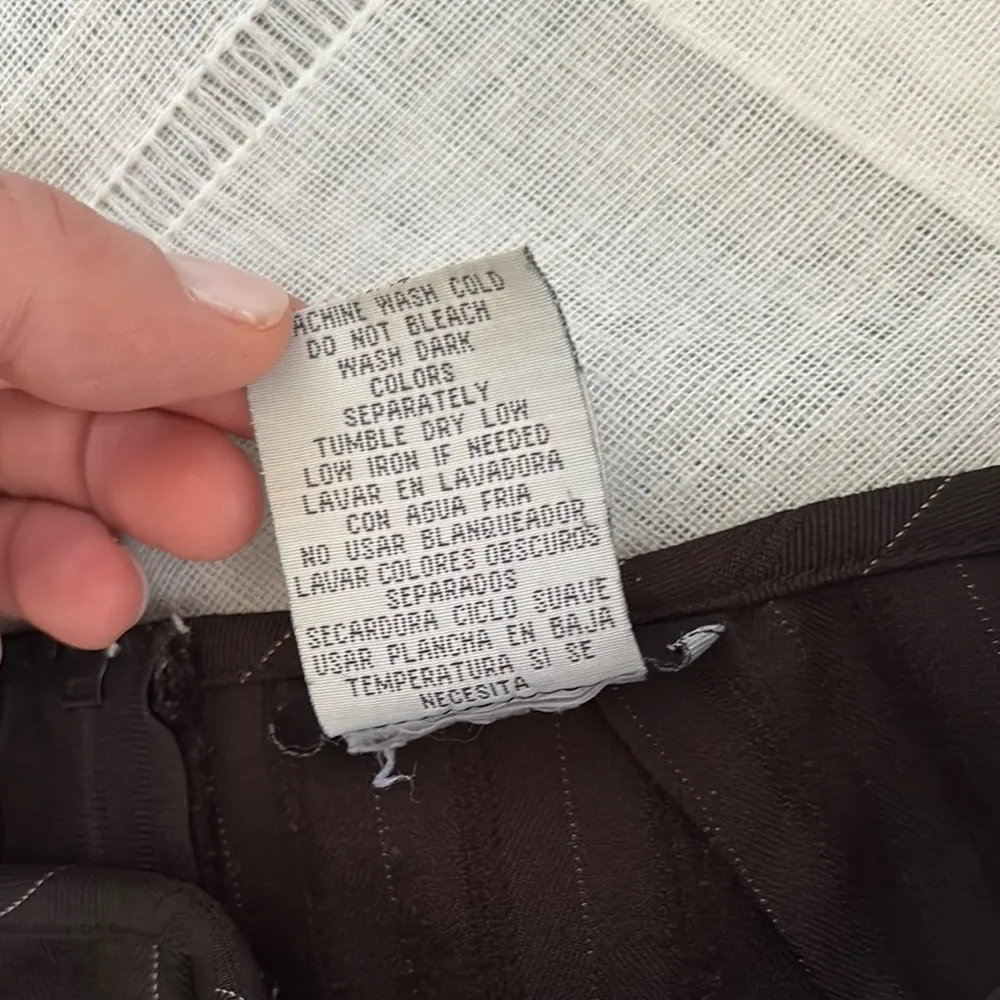 ACHINE WASH COLD
DO NOT BLEACH
WASH DARK
COLORS
SEPARATELY
TUMBLE DRY LOW
LOW IRON IF NEEDED
LAVAR EN LAVADORA
CON AGUA FRIA
NO USAR BLANQUEADOR
LAVAR COLORES OBSCUROS
SEPARADOS
SECARDORA CICLO SUAVE
USAR PLANCHA EN BAJA
TEMPERATURA SI SE
NECESITA